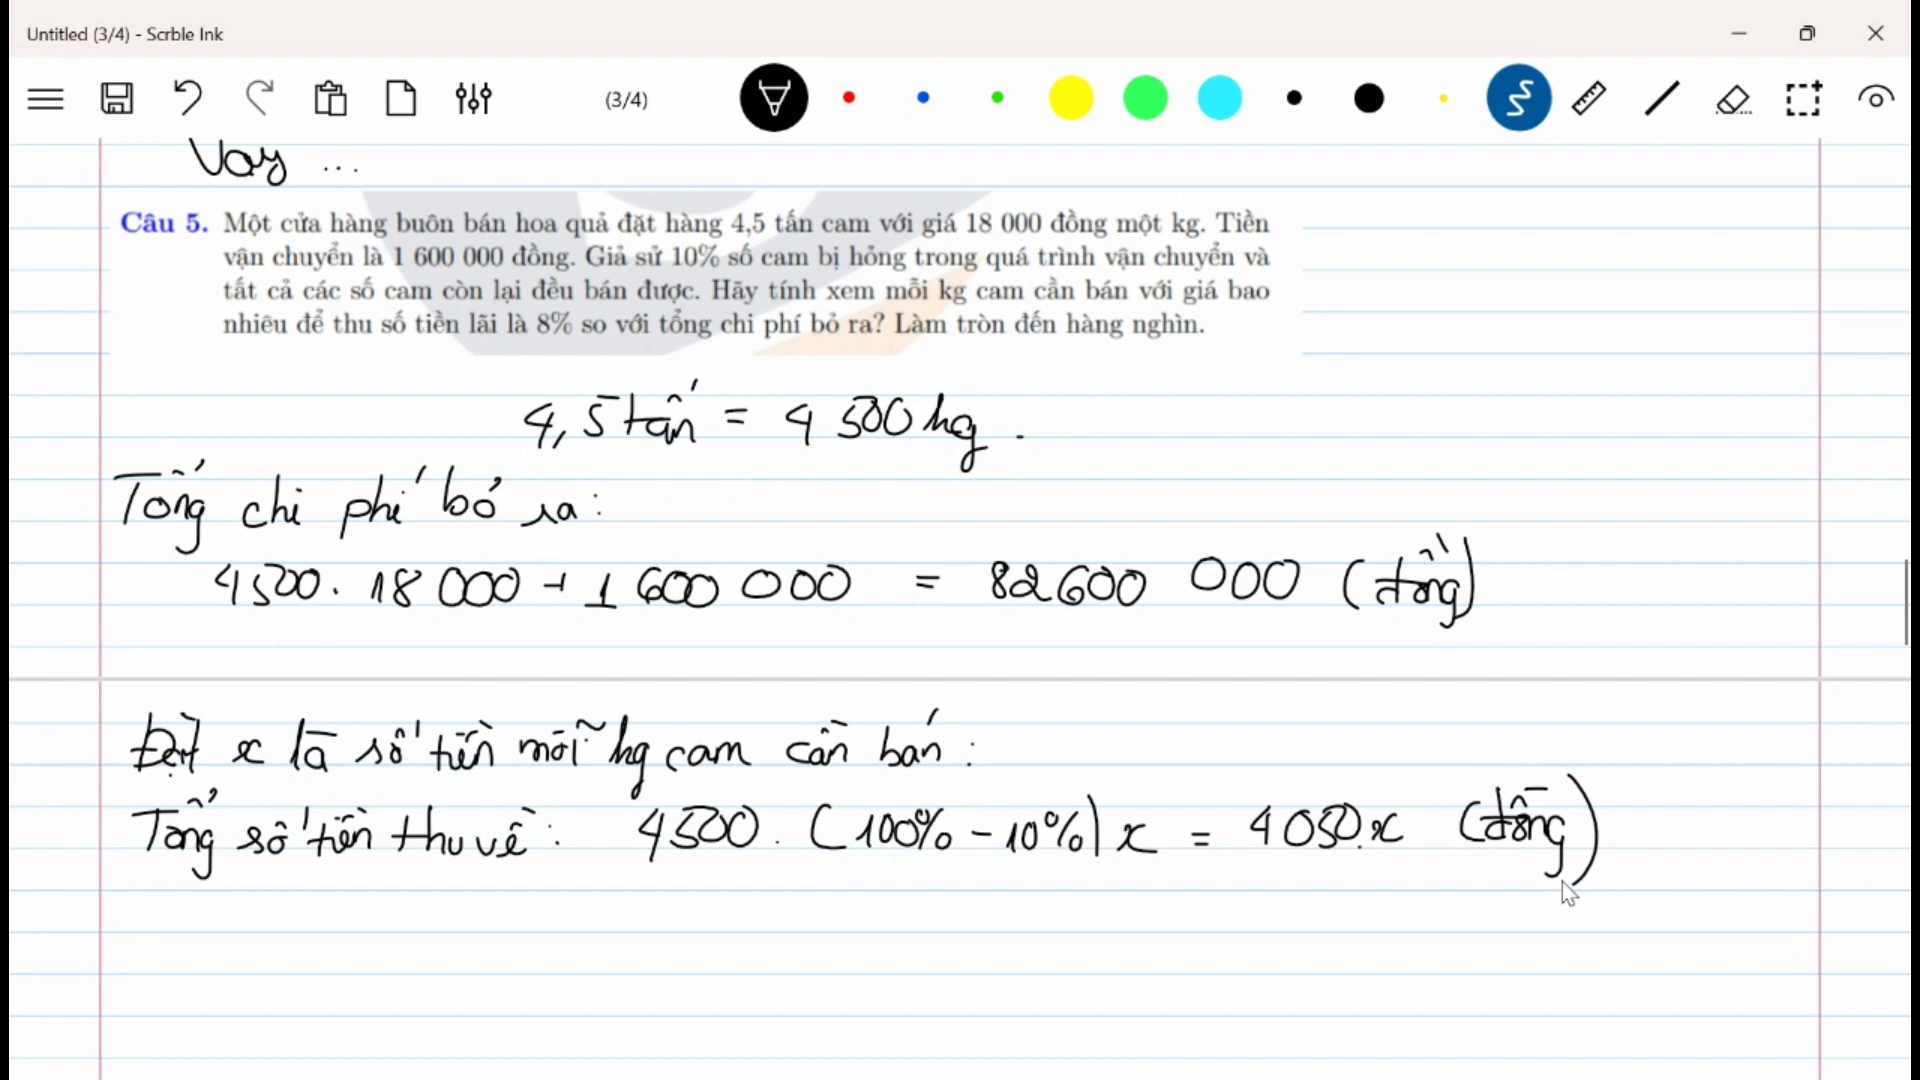 Untitled (3/4) - Scrble Ink
(3/4)
Vậy ...
Câu 5. Một cửa hàng buôn bán hoa quả đặt hàng 4,5 tấn cam với giá 18 000 đồng một kg. Tiền
vận chuyển là 1 600 000 đồng. Giả sử 10% số cam bị hỏng trong quá trình vận chuyển và
tất cả các số cam còn lại đều bán được. Hãy tính xem mỗi kg cam cần bán với giá bao
nhiêu để thu số tiền lãi là 8% so với tổng chi phí bỏ ra? Làm tròn đến hàng nghìn.
4,5 tấn = 4 500 kg .
Tổng chi phí bỏ ra :
4500 . 18 000 + 1 600 000 = 82600 000 (đồng)
Đặt x là số tiền mỗi kg cam cần bán :
Tổng số tiền thu về : 4500 . (100% - 10%) x = 4050.x (đồng)